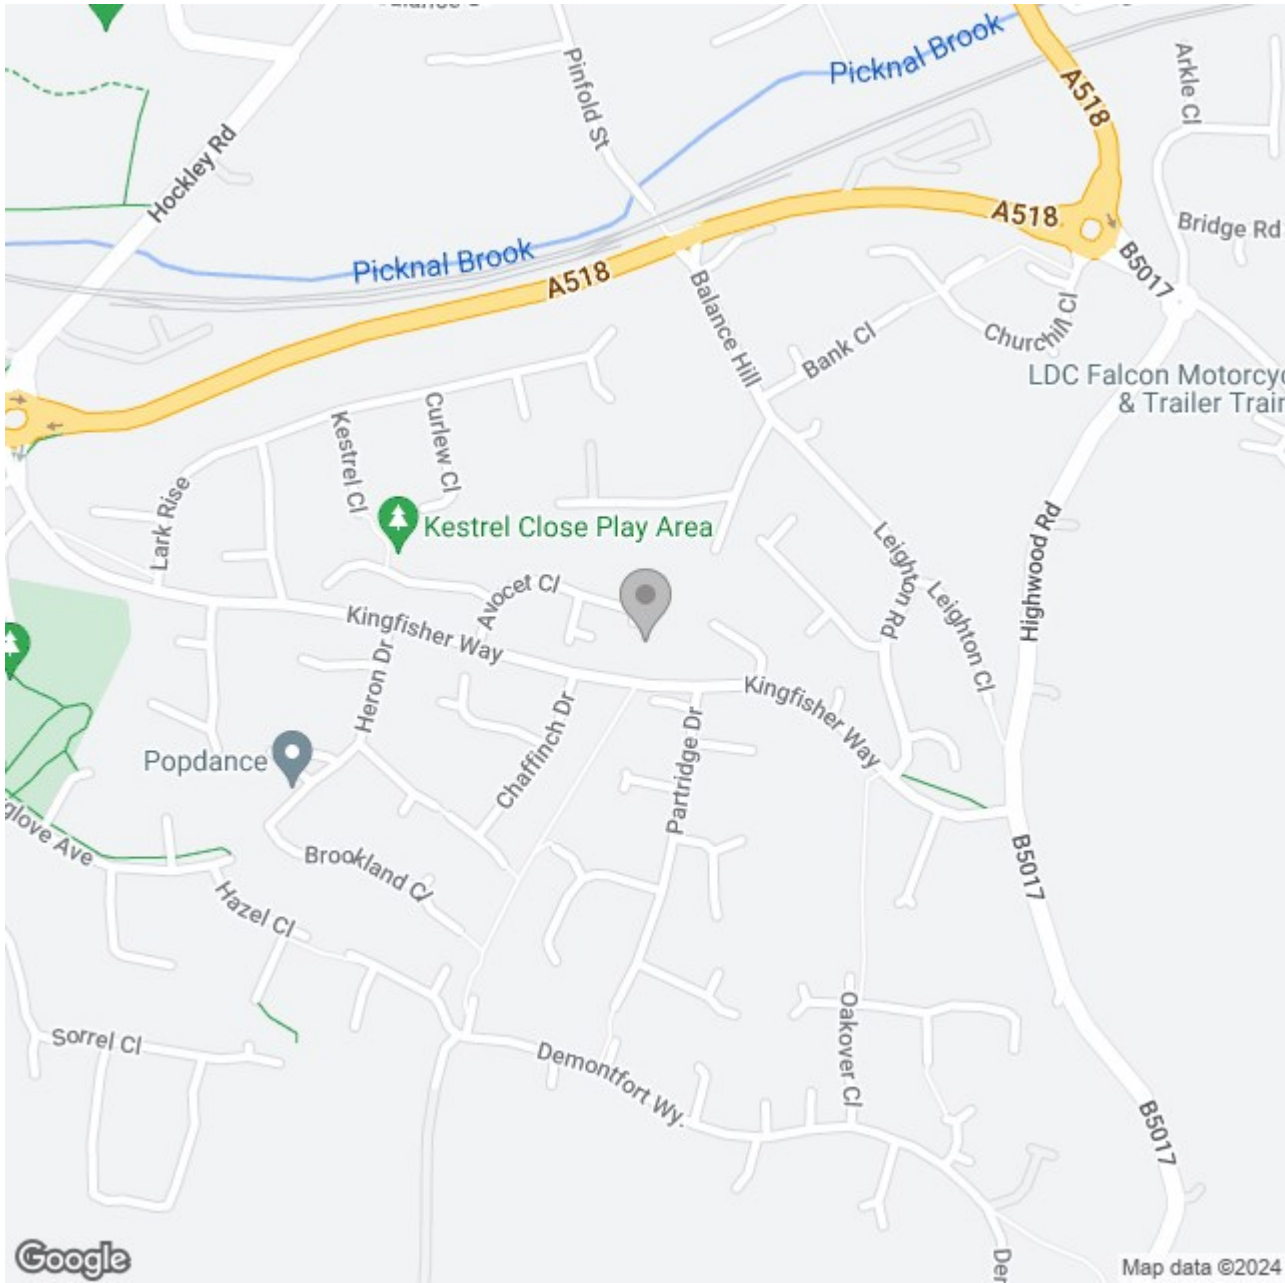 Pinfold St
Picknal Brook
A518
Arkle Cl
Hockley Rd
A518
Bridge Rd
Picknal Brook
A518
B5017
Balance Hill
Churchill Cl
Bank Cl
LDC Falcon Motorcyc
& Trailer Train
Kestrel Cl
Curlew Cl
Lark Rise
Kestrel Close Play Area
Leighton Rd
Highwood Rd
Avocet Cl
Kingfisher Way
Leighton Cl
Heron Dr
Kingfisher Way
Popdance
Chaffinch Dr
Partridge Dr
glove Ave
Brookland Cl
B5017
Hazel Cl
Sorrel Cl
Oakover Cl
Demontfort Wy.
B5017
Der
Google
Map data ©2024